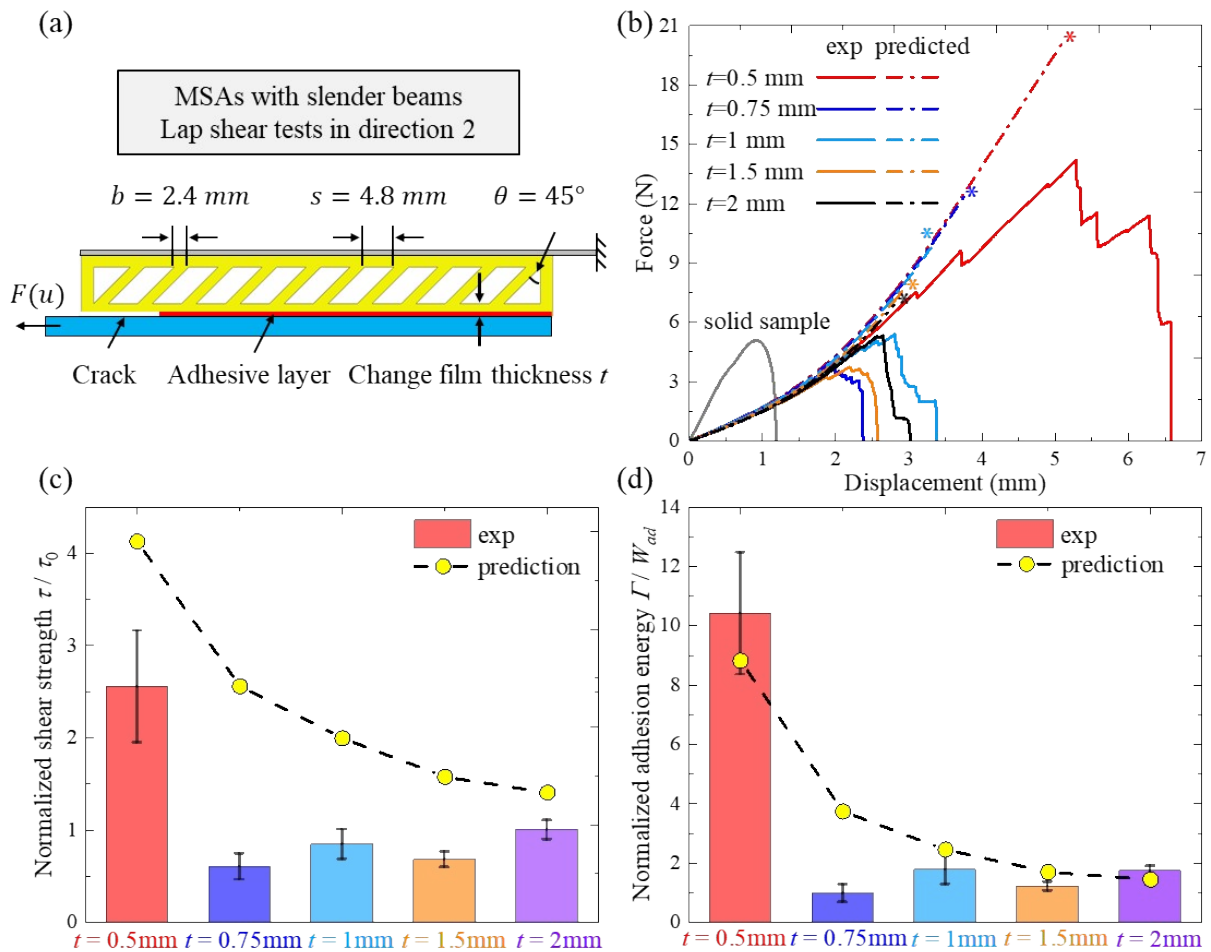 (a)
MSAs with slender beams
Lap shear tests in direction 2
b = 2.4 mm
s = 4.8 mm
θ = 45°
F(u)
Crack
Adhesive layer
Change film thickness t
(b)
21
18
15
12
9
6
3
0
Force (N)
exp predicted
t=0.5 mm
t=0.75 mm
t=1 mm
t=1.5 mm
t=2 mm
solid sample
0 1 2 3 4 5 6 7
Displacement (mm)
(c)
4
3
2
1
0
Normalized shear strength τ / τ0
exp
prediction
t = 0.5mm t = 0.75mm t = 1mm t = 1.5mm t = 2mm
(d)
14
12
10
8
6
4
2
0
Normalized adhesion energy Γ / Wad
exp
prediction
t = 0.5mm t = 0.75mm t = 1mm t = 1.5mm t = 2mm